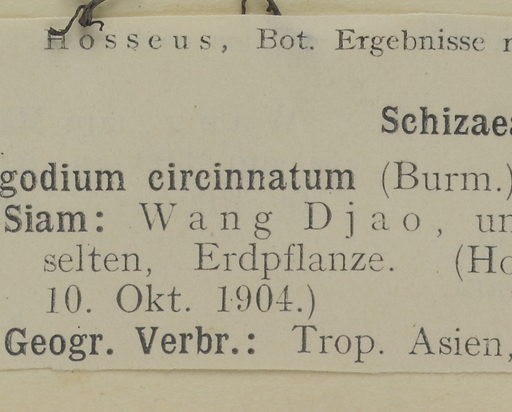 Hosseus, Bot. Ergebnisse
Schizaea
godium circinnatum (Burm.)
Siam: Wang Djao, un
selten, Erdpflanze. (Ho
10. Okt. 1904.)
Geogr. Verbr.: Trop. Asien,